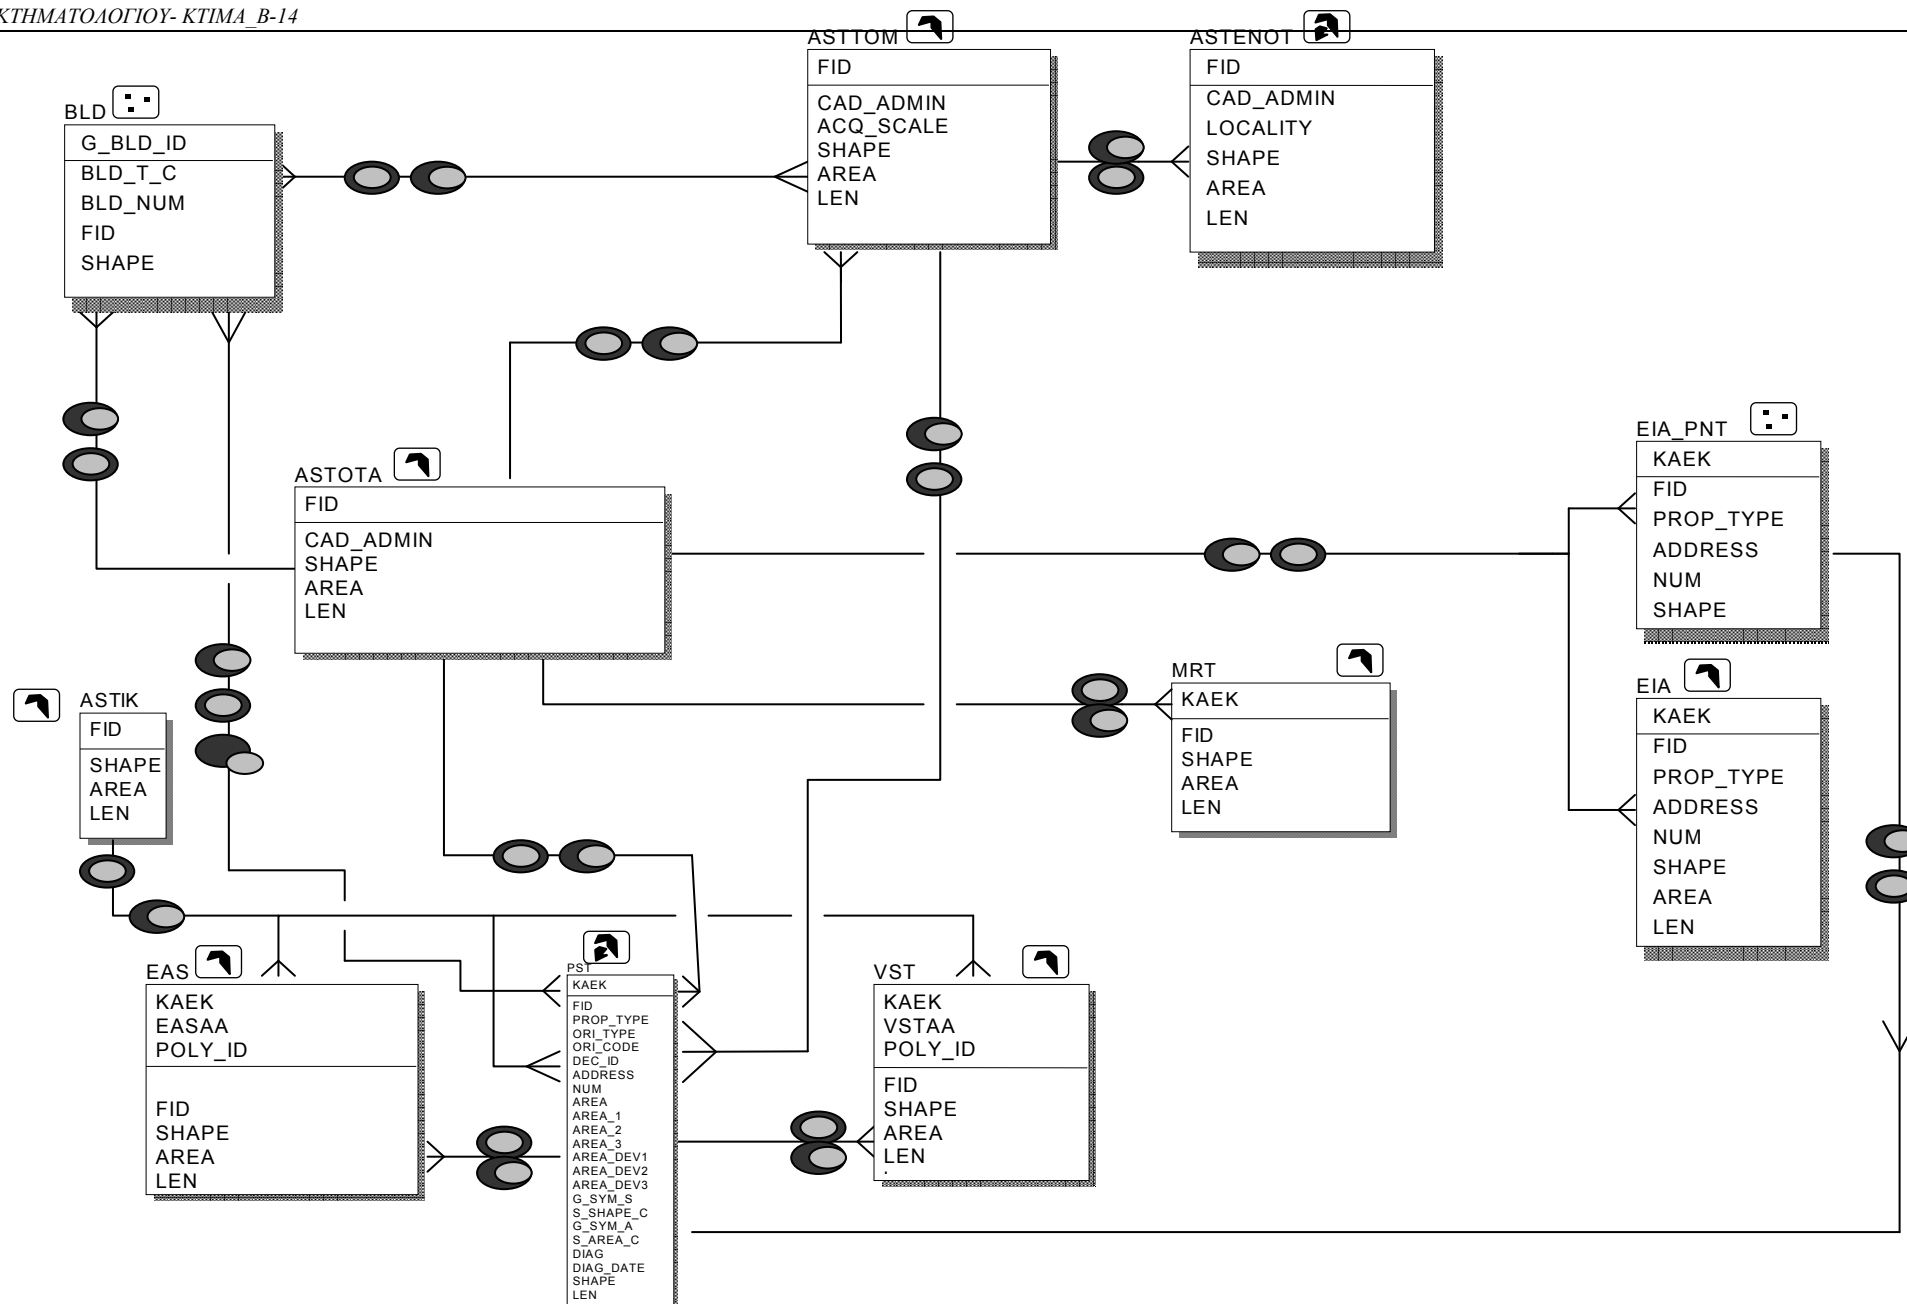 ΚΤΗΜΑΤΟΛΟΓΙΟΥ- ΚΤΙΜΑ_Β-14
ASTTOM
FID
CAD_ADMIN
ACQ_SCALE
SHAPE
AREA
LEN
ASTENOT
FID
CAD_ADMIN
LOCALITY
SHAPE
AREA
LEN
BLD
G_BLD_ID
BLD_T_C
BLD_NUM
FID
SHAPE
ASTOTA
FID
CAD_ADMIN
SHAPE
AREA
LEN
EIA_PNT
KAEK
FID
PROP_TYPE
ADDRESS
NUM
SHAPE
MRT
KAEK
FID
SHAPE
AREA
LEN
EIA
KAEK
FID
PROP_TYPE
ADDRESS
NUM
SHAPE
AREA
LEN
ASTIK
FID
SHAPE
AREA
LEN
EAS
KAEK
EASAA
POLY_ID
FID
SHAPE
AREA
LEN
PST
KAEK
FID
PROP_TYPE
ORI_TYPE
ORI_CODE
DEC_ID
ADDRESS
NUM
AREA
AREA_1
AREA_2
AREA_3
AREA_DEV1
AREA_DEV2
AREA_DEV3
G_SYM_S
S_SHAPE_C
G_SYM_A
S_AREA_C
DIAG
DIAG_DATE
SHAPE
LEN
VST
KAEK
VSTAA
POLY_ID
FID
SHAPE
AREA
LEN
.